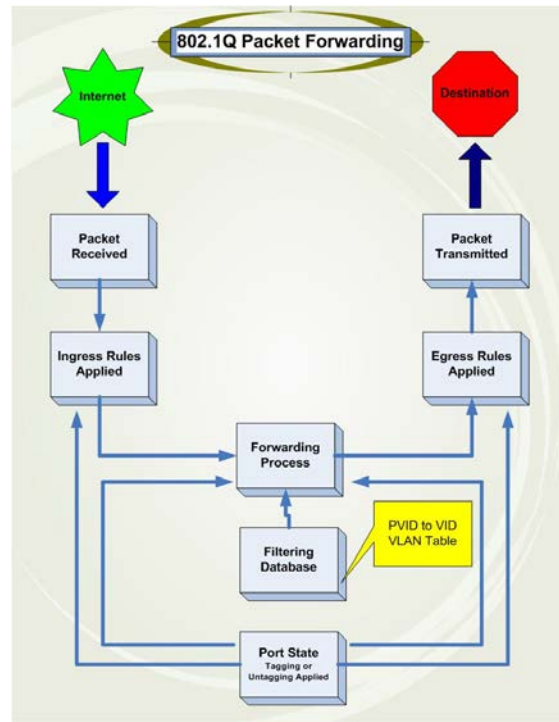 802.1Q Packet Forwarding
Internet
Destination
Packet
Received
Packet
Transmitted
Ingress Rules
Applied
Egress Rules
Applied
Forwarding
Process
PVID to VID
VLAN Table
Filtering
Database
Port State
Tagging or
Untagging Applied